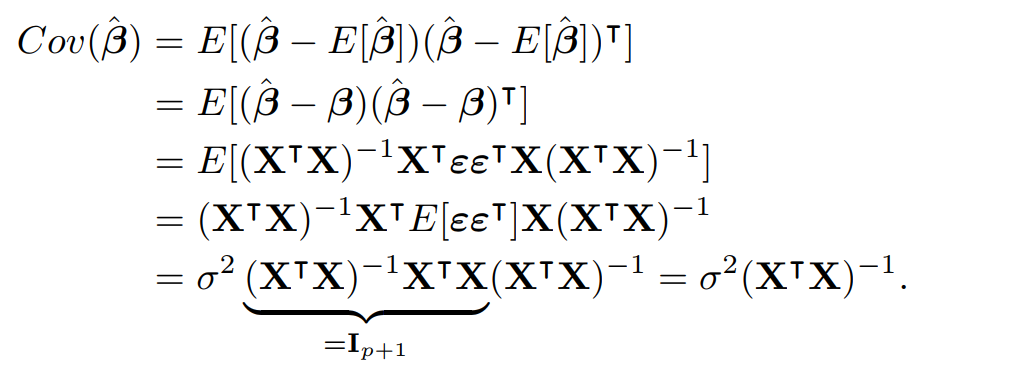 Cov(β̂) = E[(β̂ − E[β̂])(β̂ − E[β̂])ᵀ]
= E[(β̂ − β)(β̂ − β)ᵀ]
= E[(XᵀX)⁻¹Xᵀεεᵀ X(XᵀX)⁻¹]
= (XᵀX)⁻¹XᵀE[εεᵀ]X(XᵀX)⁻¹
= σ² (XᵀX)⁻¹XᵀX(XᵀX)⁻¹ = σ²(XᵀX)⁻¹.
=Iₚ₊₁